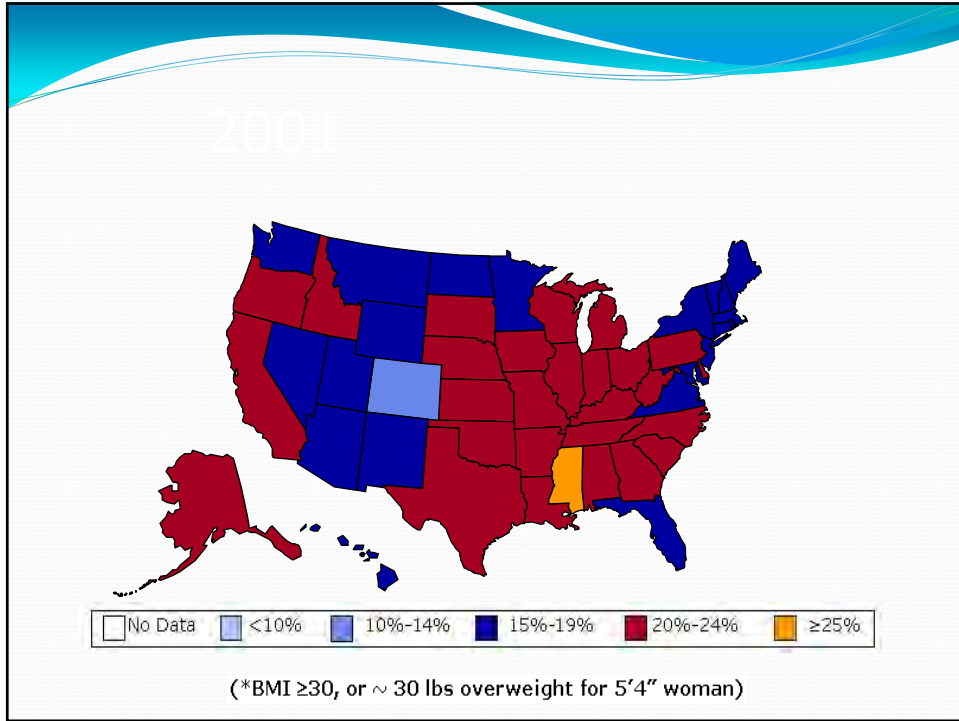 2001
No Data <10% 10%-14% 15%-19% 20%-24% ≥25%
(*BMI ≥30, or ~ 30 lbs overweight for 5'4" woman)